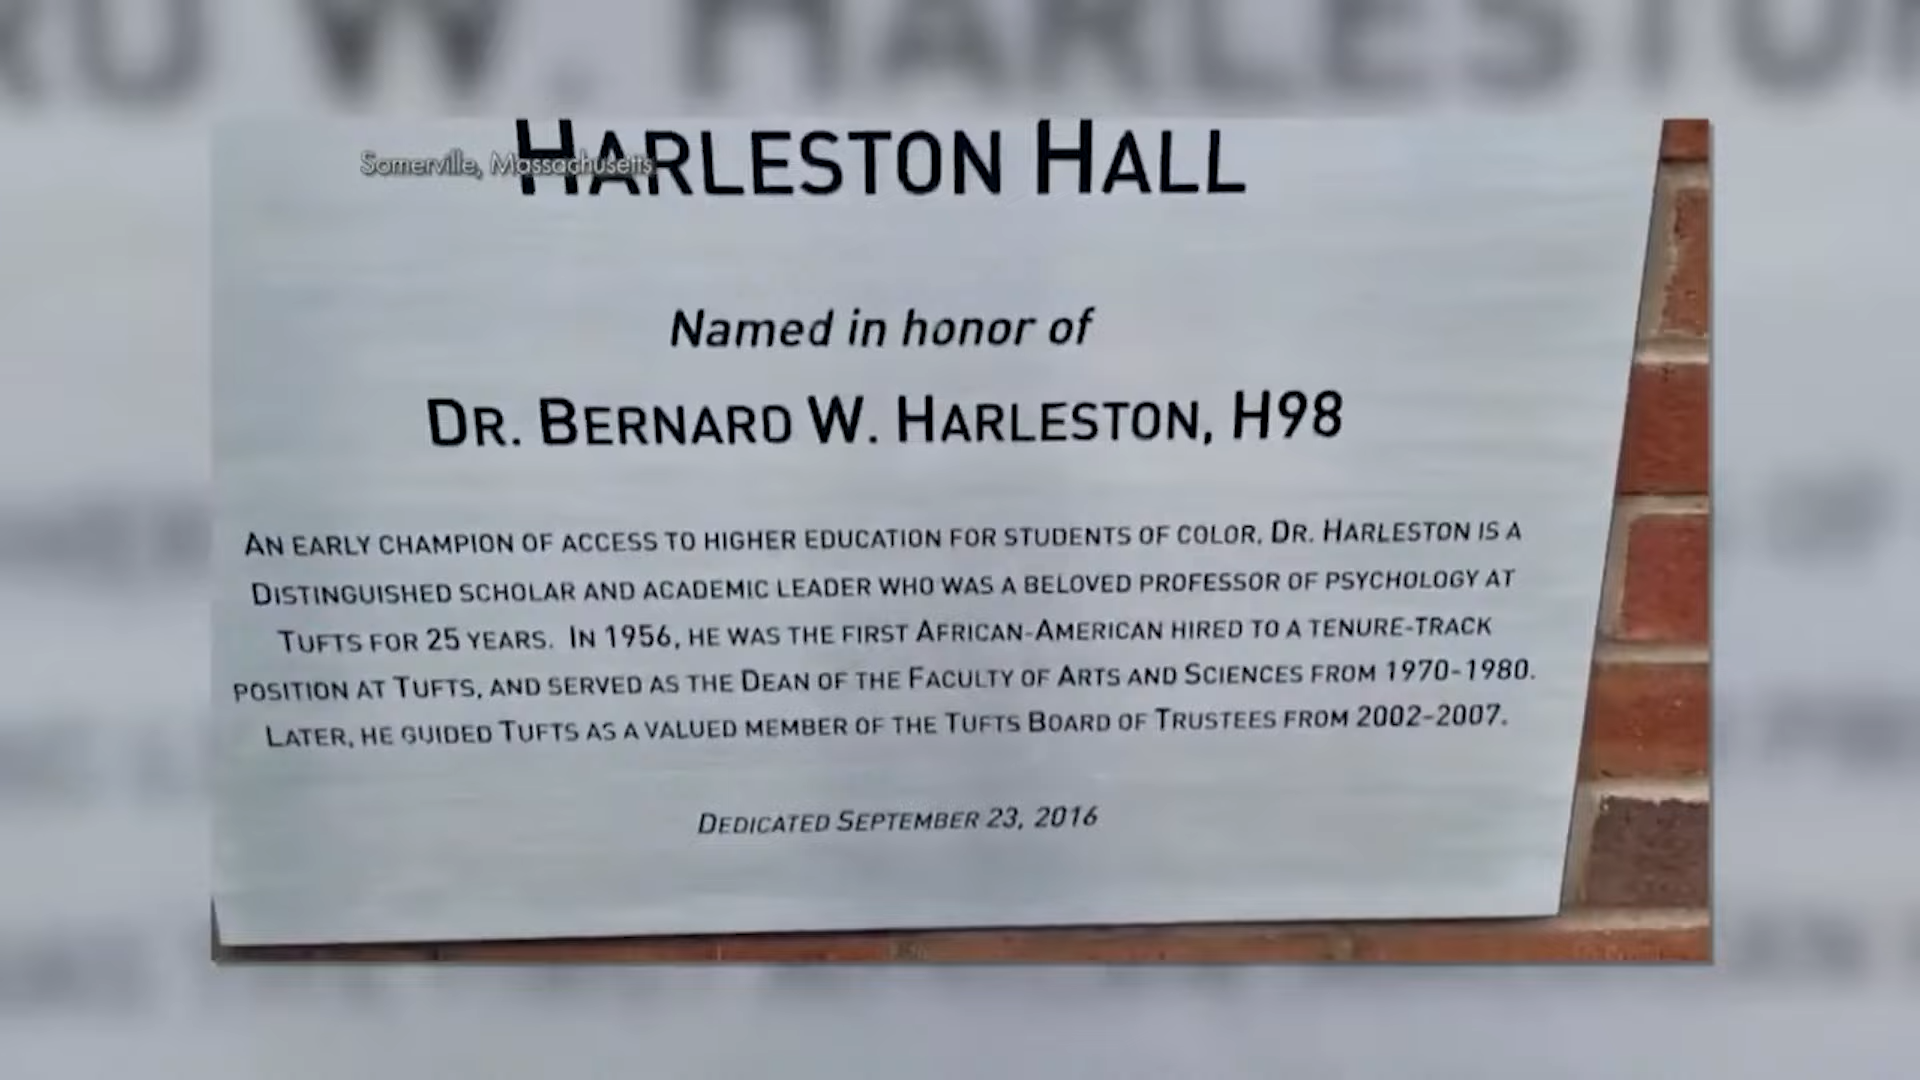 Somerville, Massachusetts
HARLESTON HALL
Named in honor of
DR. BERNARD W. HARLESTON, H98
AN EARLY CHAMPION OF ACCESS TO HIGHER EDUCATION FOR STUDENTS OF COLOR, DR. HARLESTON IS A
DISTINGUISHED SCHOLAR AND ACADEMIC LEADER WHO WAS A BELOVED PROFESSOR OF PSYCHOLOGY AT
TUFTS FOR 25 YEARS. IN 1956, HE WAS THE FIRST AFRICAN-AMERICAN HIRED TO A TENURE-TRACK
POSITION AT TUFTS, AND SERVED AS THE DEAN OF THE FACULTY OF ARTS AND SCIENCES FROM 1970-1980.
LATER, HE GUIDED TUFTS AS A VALUED MEMBER OF THE TUFTS BOARD OF TRUSTEES FROM 2002-2007.
DEDICATED SEPTEMBER 23, 2016